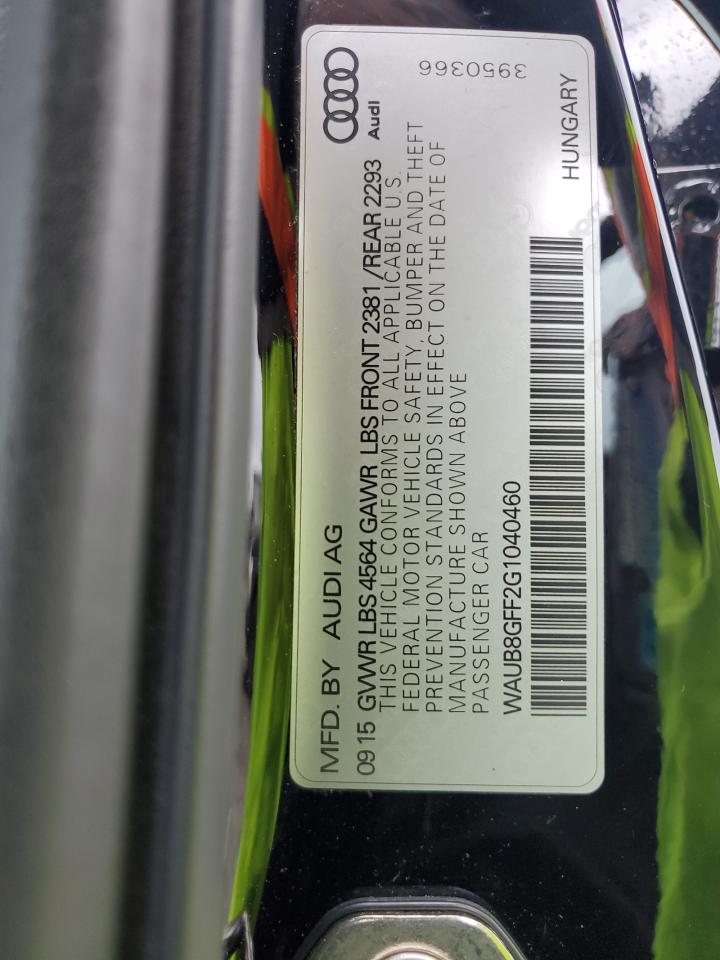 MFD. BY AUDI AG
Audi
09 15 GVWR LBS 4564 GAWR LBS FRONT 2381 /REAR 2293
THIS VEHICLE CONFORMS TO ALL APPLICABLE U.S.
FEDERAL MOTOR VEHICLE SAFETY, BUMPER AND THEFT
PREVENTION STANDARDS IN EFFECT ON THE DATE OF
MANUFACTURE SHOWN ABOVE
PASSENGER CAR
3950366
WAUB8GFF2G1040460
HUNGARY